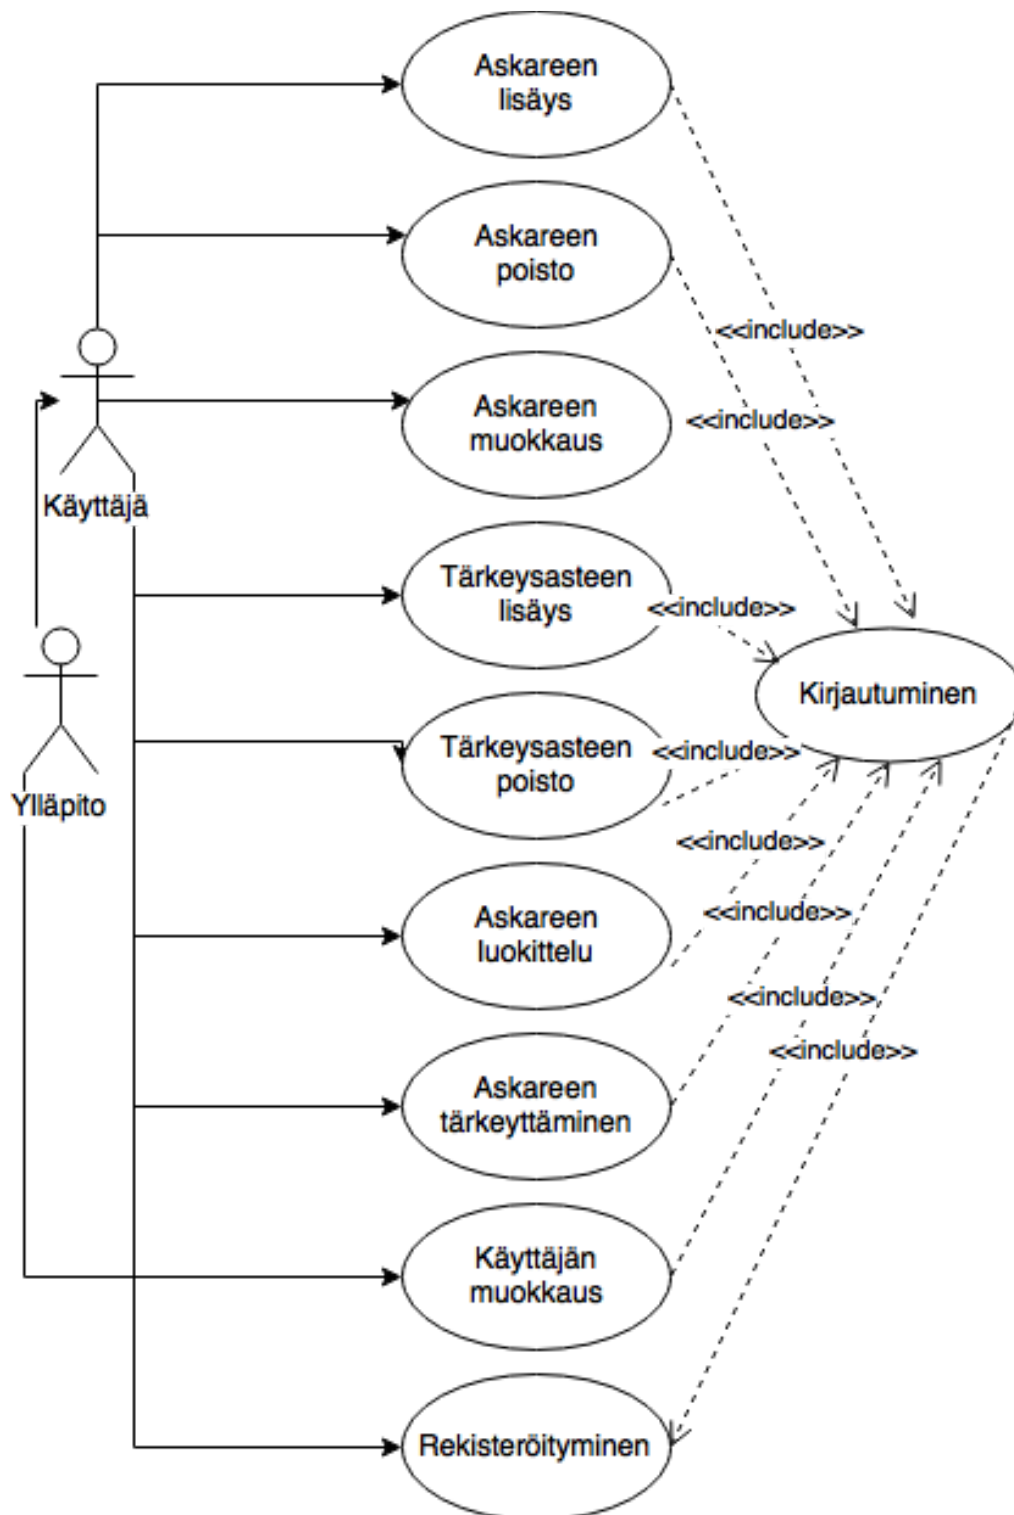 Askareen
lisäys
Askareen
poisto
<<include>>
Askareen
muokkaus
<<include>>
Käyttäjä
Tärkeysasteen
lisäys
<<include>>
Kirjautuminen
Tärkeysasteen
poisto
<<include>>
Ylläpito
<<include>>
Askareen
luokittelu
<<include>>
<<include>>
<<include>>
Askareen
tärkeyttäminen
Käyttäjän
muokkaus
Rekisteröityminen